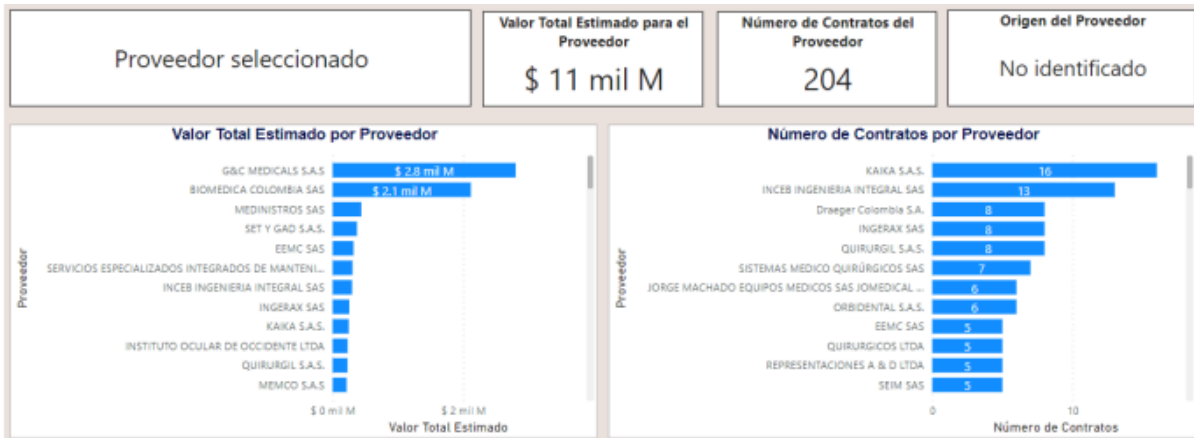 Proveedor seleccionado
Valor Total Estimado para el
Proveedor
$ 11 mil M
Número de Contratos del
Proveedor
204
Origen del Proveedor
No identificado
Valor Total Estimado por Proveedor
Proveedor
G&C MEDICALS S.A.S
$ 2.8 mil M
BIOMEDICA COLOMBIA SAS
$ 2.1 mil M
MEDINISTROS SAS
SET Y GAD S.A.S.
EEMC SAS
SERVICIOS ESPECIALIZADOS INTEGRADOS DE MANTENI...
INCEB INGENIERIA INTEGRAL SAS
INGERAX SAS
KAIKA S.A.S.
INSTITUTO OCULAR DE OCCIDENTE LTDA
QUIRURGIL S.A.S.
MEMCO S.A.S
$ 0 mil M
$ 2 mil M
Valor Total Estimado
Número de Contratos por Proveedor
Proveedor
KAIKA S.A.S.
16
INCEB INGENIERIA INTEGRAL SAS
13
Draeger Colombia S.A.
8
INGERAX SAS
8
QUIRURGIL S.A.S.
8
SISTEMAS MEDICO QUIRÚRGICOS SAS
7
JORGE MACHADO EQUIPOS MEDICOS SAS JOMEDICAL ...
6
ORBIDENTAL S.A.S.
6
EEMC SAS
5
QUIRURGICOS LTDA
5
REPRESENTACIONES A & D LTDA
5
SEIM SAS
5
0
10
Número de Contratos